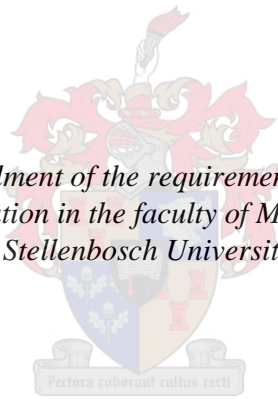 lment of the requiremen
tion in the faculty of M
Stellenbosch Universit
Pectora roborant cultus recti